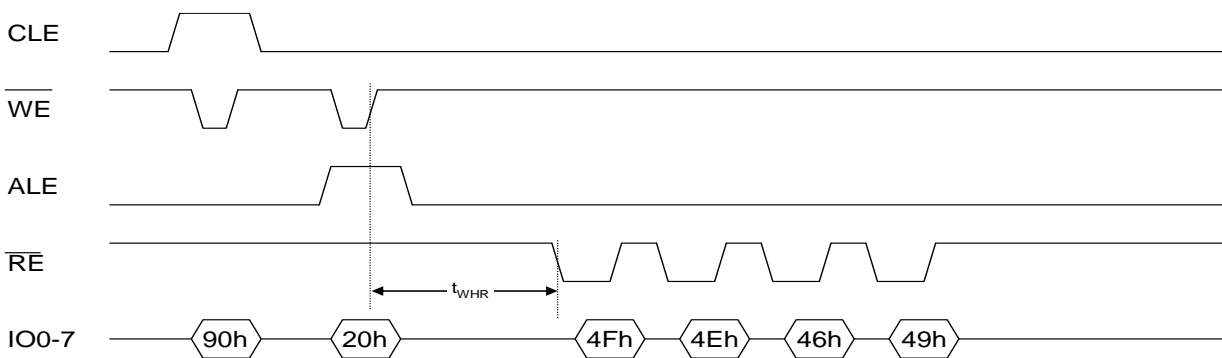 CLE
WE
ALE
RE
tWHR
IO0-7 90h 20h 4Fh 4Eh 46h 49h